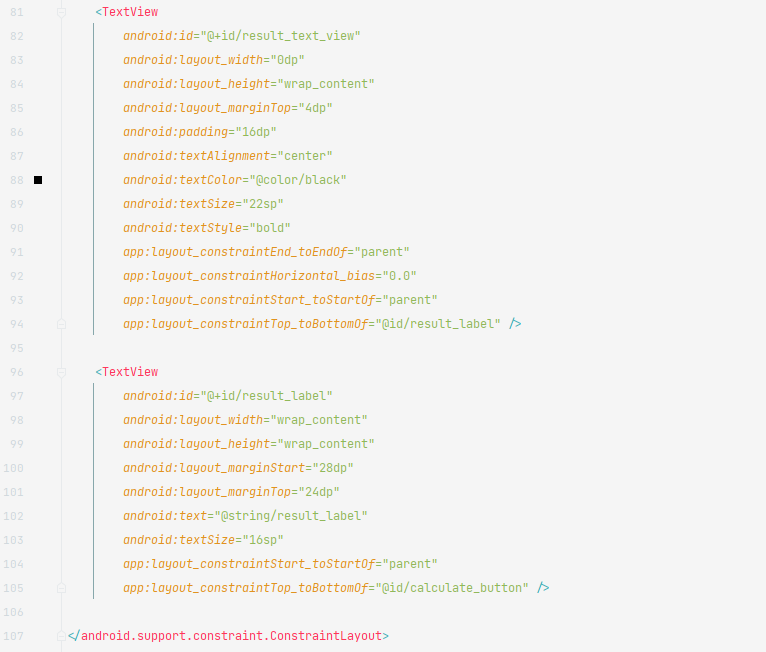 81 <TextView
82 android:id="@+id/result_text_view"
83 android:layout_width="0dp"
84 android:layout_height="wrap_content"
85 android:layout_marginTop="4dp"
86 android:padding="16dp"
87 android:textAlignment="center"
88 android:textColor="@color/black"
89 android:textSize="22sp"
90 android:textStyle="bold"
91 app:layout_constraintEnd_toEndOf="parent"
92 app:layout_constraintHorizontal_bias="0.0"
93 app:layout_constraintStart_toStartOf="parent"
94 app:layout_constraintTop_toBottomOf="@id/result_label" />
95
96 <TextView
97 android:id="@+id/result_label"
98 android:layout_width="wrap_content"
99 android:layout_height="wrap_content"
100 android:layout_marginStart="28dp"
101 android:layout_marginTop="24dp"
102 android:text="@string/result_label"
103 android:textSize="16sp"
104 app:layout_constraintStart_toStartOf="parent"
105 app:layout_constraintTop_toBottomOf="@id/calculate_button" />
106
107 </android.support.constraint.ConstraintLayout>